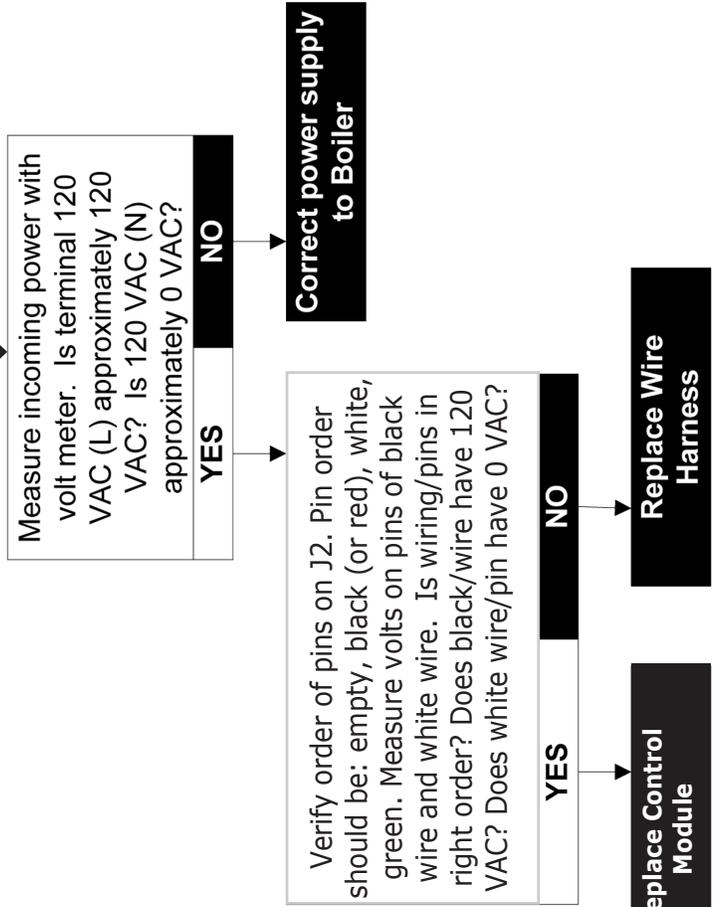 Measure incoming power with
volt meter. Is terminal 120
VAC (L) approximately 120
VAC? Is 120 VAC (N)
approximately 0 VAC?
YES
NO
Correct power supply
to Boiler
Verify order of pins on J2. Pin order
should be: empty, black (or red), white,
green. Measure volts on pins of black
wire and white wire. Is wiring/pins in
right order? Does black/wire have 120
VAC? Does white wire/pin have 0 VAC?
YES
NO
Replace Wire
Harness
eplace Control
Module